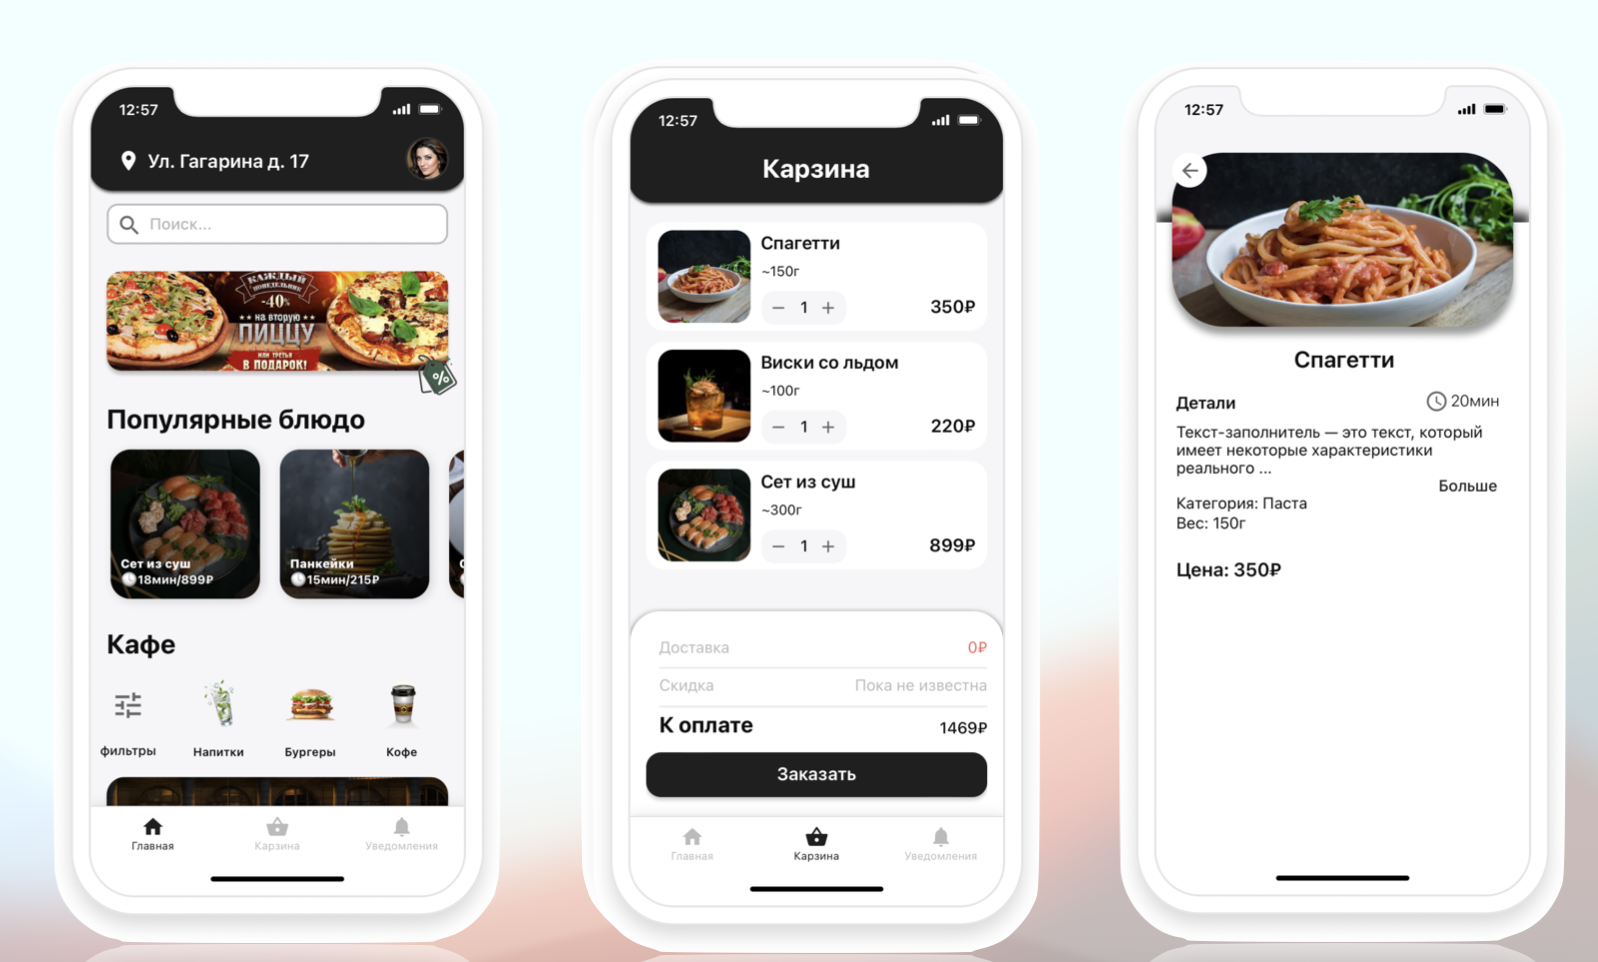 12:57
Ул. Гагарина д. 17
Поиск...
КАЖДЫЙ
ПОНЕДЕЛЬНИК
-40%
НА ВТОРУЮ
ПИЦЦУ
ИЛИ ТРЕТЬЯ
В ПОДАРОК!
%
Популярные блюдо
Сет из суш
18мин/899₽
Панкейки
15мин/215₽
Кафе
фильтры
Напитки
Бургеры
Кофе
Главная
Карзина
Уведомления
12:57
Карзина
Спагетти
~150г
− 1 +
350₽
Виски со льдом
~100г
− 1 +
220₽
Сет из суш
~300г
− 1 +
899₽
Доставка 0₽
Скидка Пока не известна
К оплате 1469₽
Заказать
Главная
Карзина
Уведомления
12:57
Спагетти
Детали
20мин
Текст-заполнитель — это текст, который
имеет некоторые характеристики
реального ...
Больше
Категория: Паста
Вес: 150г
Цена: 350₽